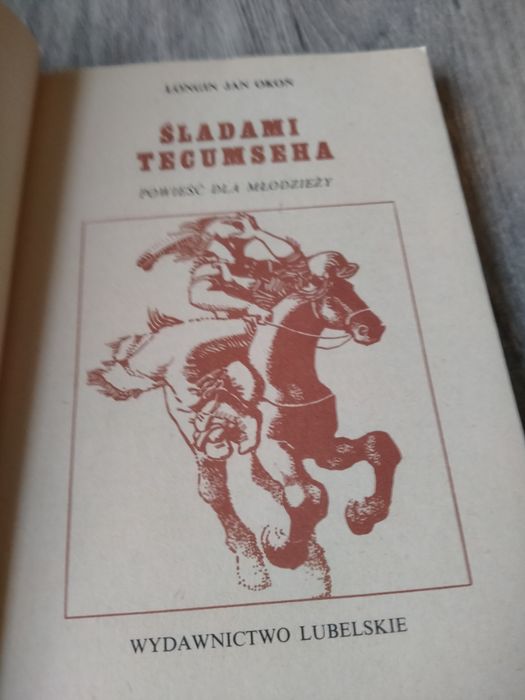 LONGIN JAN OKOŃ
ŚLADAMI
TECUMSEHA
POWIEŚĆ DLA MŁODZIEŻY
WYDAWNICTWO LUBELSKIE